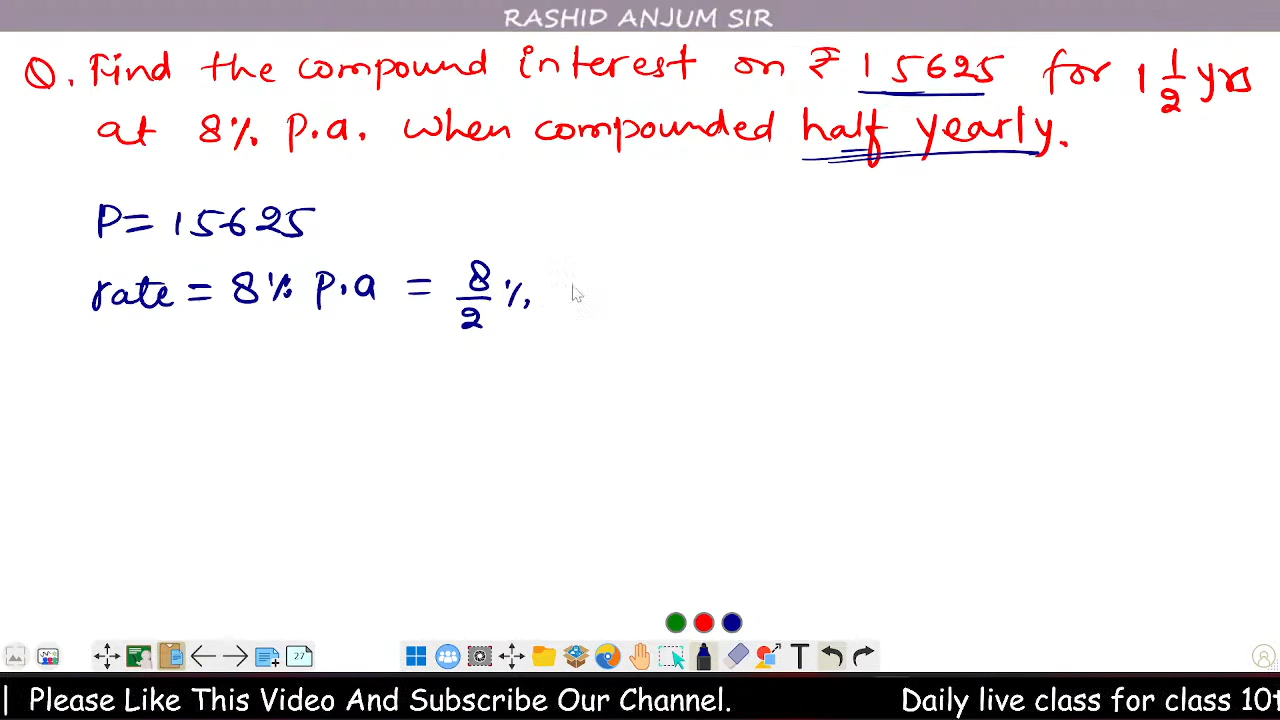 RASHID ANJUM SIR
Q. Find the compound interest on ₹ 15625 for 1 1/2 yrs
at 8% p.a. when compounded half yearly.
P = 15625
rate = 8% p.a = 8/2 %
27
| Please Like This Video And Subscribe Our Channel. Daily live class for class 10t